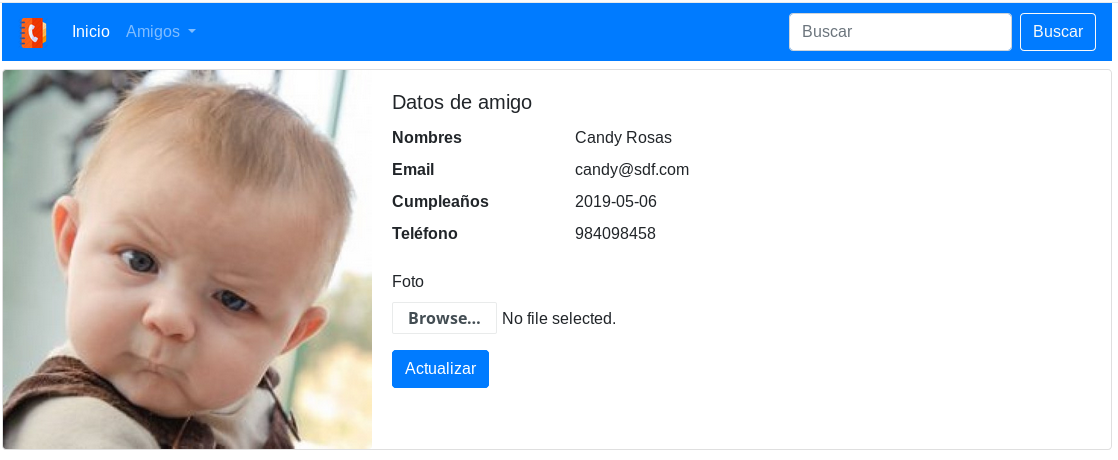 Inicio Amigos Buscar Buscar
Datos de amigo
Nombres Candy Rosas
Email candy@sdf.com
Cumpleaños 2019-05-06
Teléfono 984098458
Foto
Browse... No file selected.
Actualizar